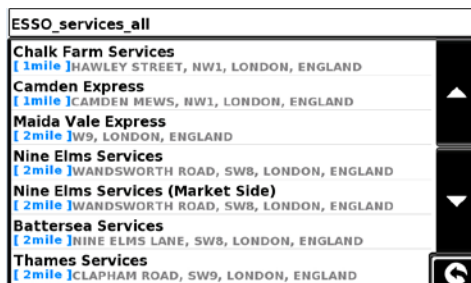 ESSO_services_all
Chalk Farm Services
[ 1mile ]HAWLEY STREET, NW1, LONDON, ENGLAND
Camden Express
[ 1mile ]CAMDEN MEWS, NW1, LONDON, ENGLAND
Maida Vale Express
[ 2mile ]W9, LONDON, ENGLAND
Nine Elms Services
[ 2mile ]WANDSWORTH ROAD, SW8, LONDON, ENGLAND
Nine Elms Services (Market Side)
[ 2mile ]WANDSWORTH ROAD, SW8, LONDON, ENGLAND
Battersea Services
[ 2mile ]NINE ELMS LANE, SW8, LONDON, ENGLAND
Thames Services
[ 2mile ]CLAPHAM ROAD, SW9, LONDON, ENGLAND